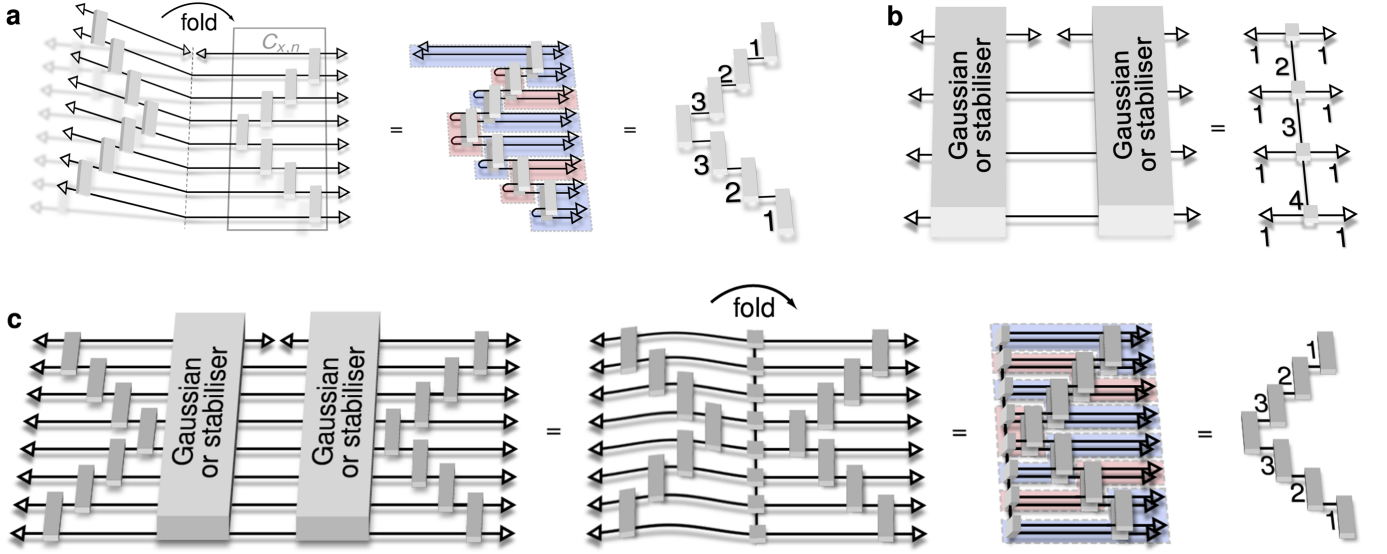 a
fold
Cx,n
=
=
1
2
3
3
2
1
b
Gaussian
or stabiliser
Gaussian
or stabiliser
=
1
1
2
1
1
3
1
1
4
1
1
c
Gaussian
or stabiliser
Gaussian
or stabiliser
=
fold
=
=
1
2
3
3
2
1